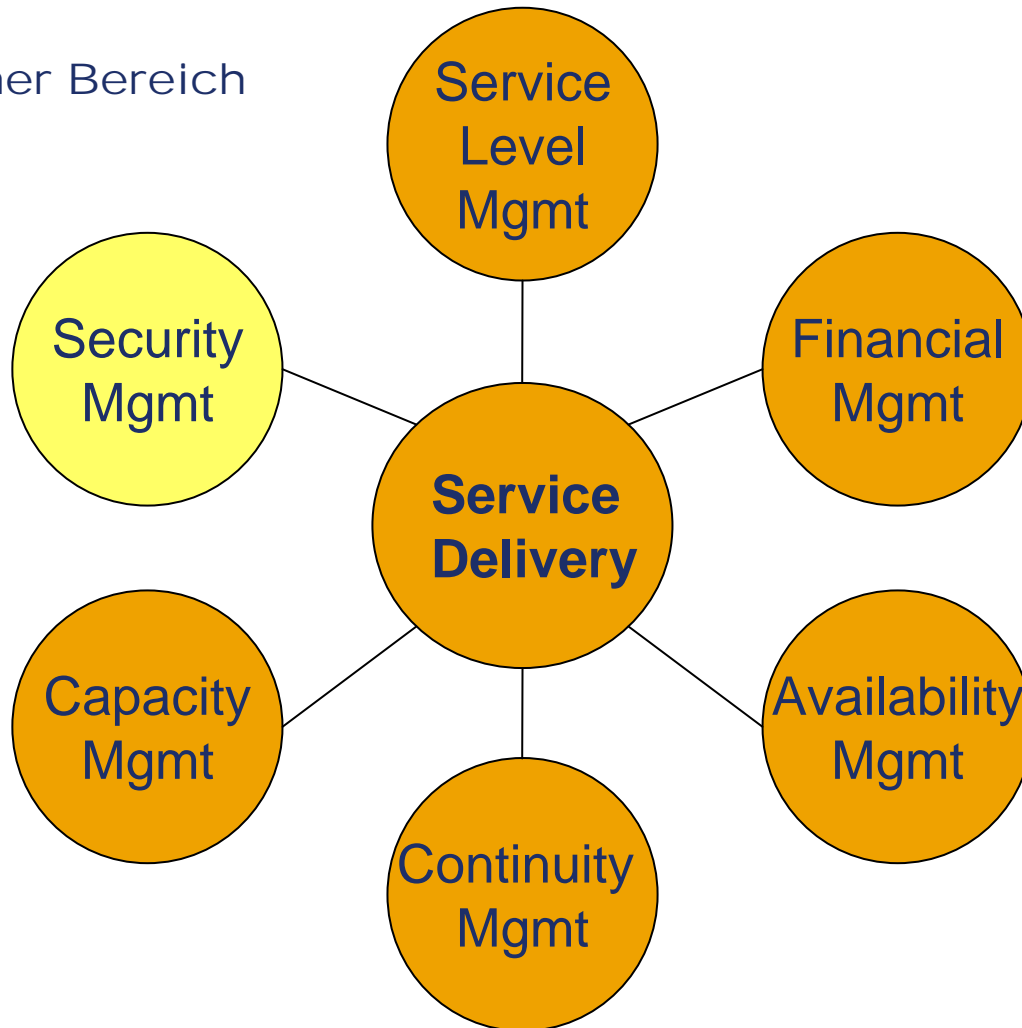 ner Bereich
Service
Level
Mgmt
Security
Mgmt
Financial
Mgmt
Service
Delivery
Capacity
Mgmt
Availability
Mgmt
Continuity
Mgmt